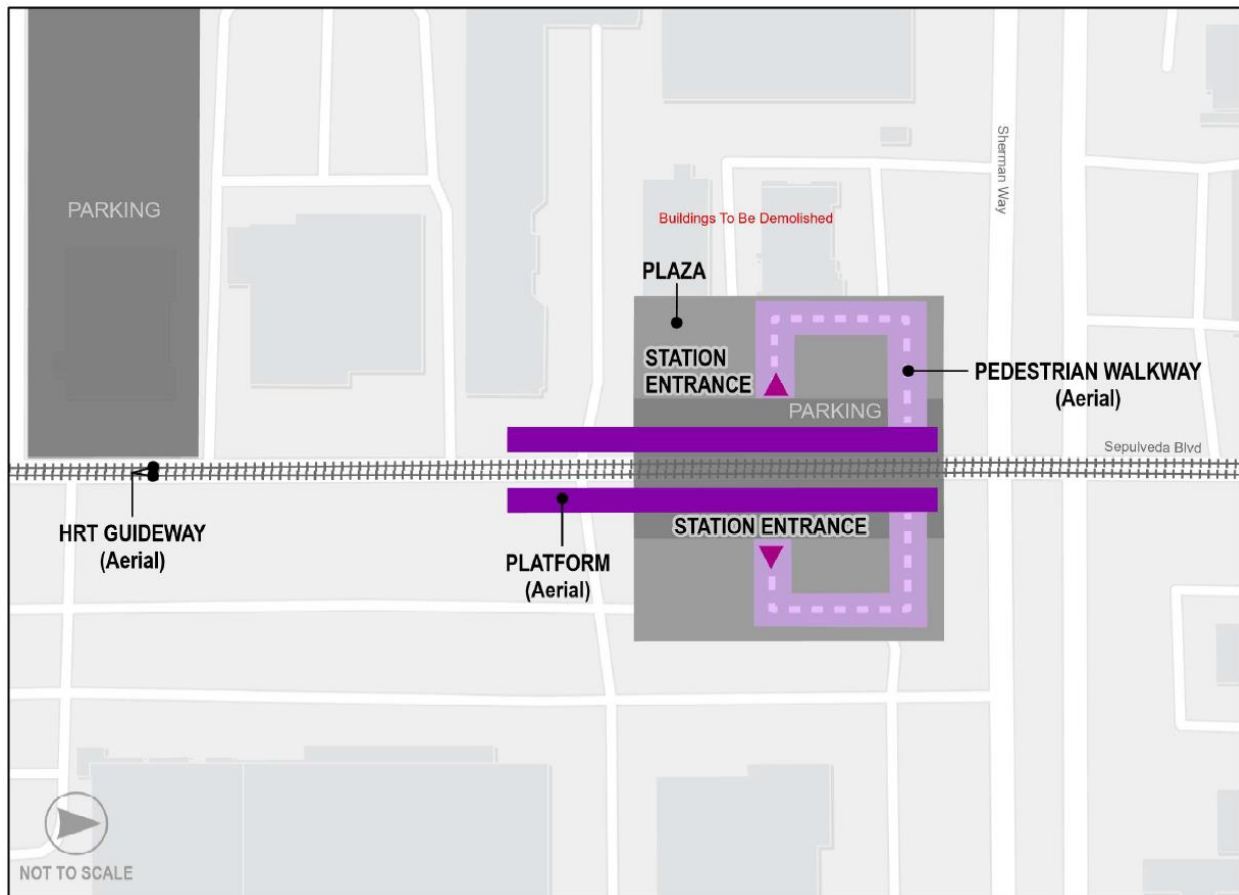 Sherman Way
PARKING
Buildings To Be Demolished
PLAZA
STATION
ENTRANCE
PEDESTRIAN WALKWAY
(Aerial)
PARKING
Sepulveda Blvd
HRT GUIDEWAY
(Aerial)
STATION ENTRANCE
PLATFORM
(Aerial)
NOT TO SCALE